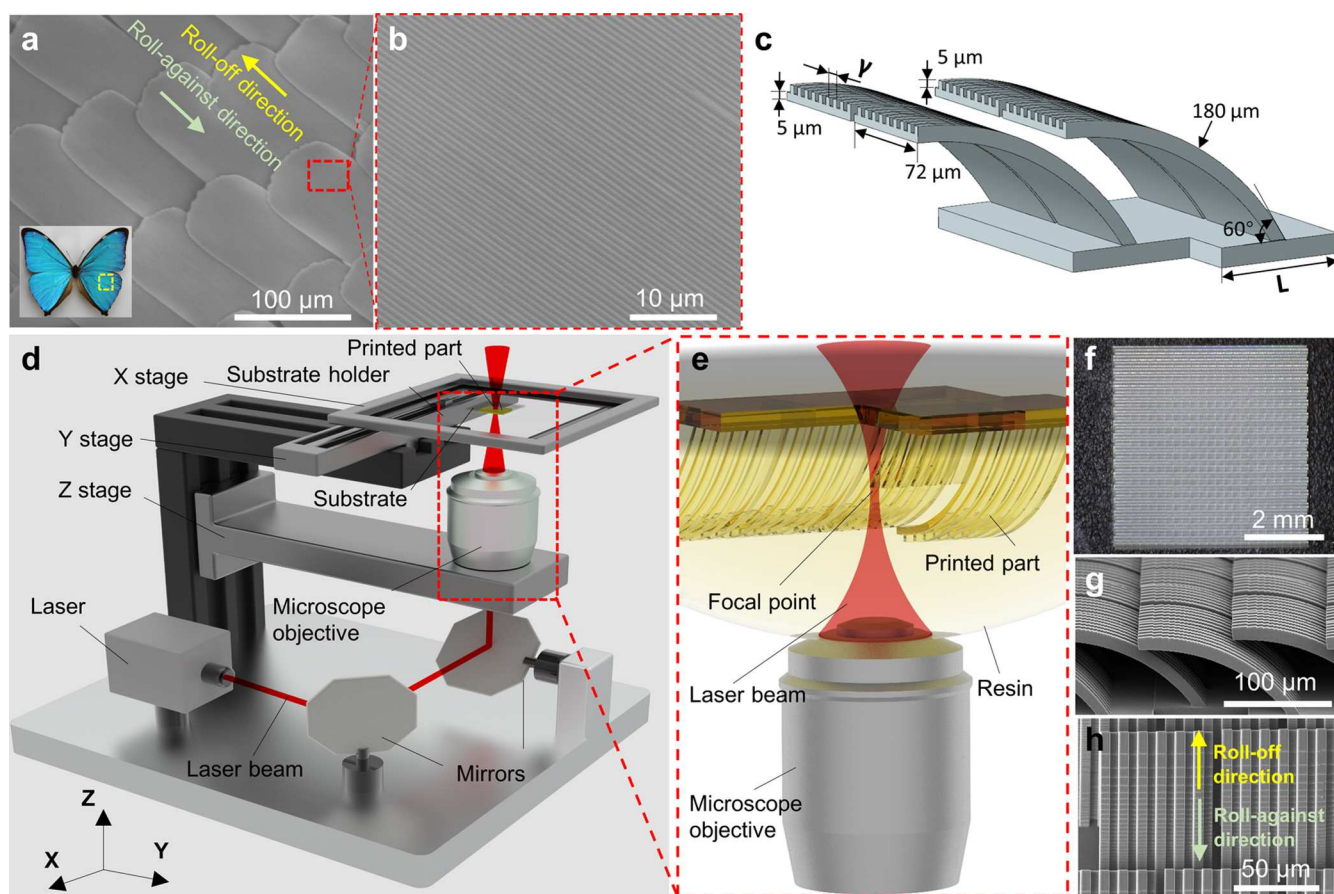 a
Roll-off direction
Roll-against direction
100 µm
b
10 µm
c
5 µm
γ
5 µm
72 µm
180 µm
60°
L
d
Printed part
X stage
Substrate holder
Y stage
Z stage
Substrate
Laser
Microscope
objective
Laser beam
Mirrors
Z
X
Y
e
Focal point
Printed part
Laser beam
Resin
Microscope
objective
f
2 mm
g
100 µm
h
Roll-off
direction
Roll-against
direction
50 µm